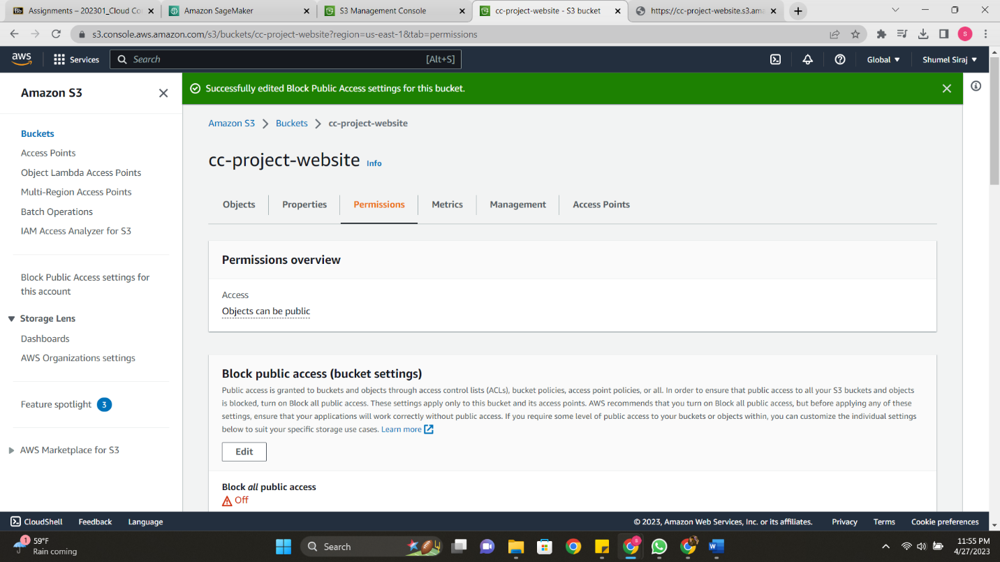 Assignments – 202301_Cloud Co
Amazon SageMaker
S3 Management Console
cc-project-website - S3 bucket
https://cc-project-website.s3.ama
s3.console.aws.amazon.com/s3/buckets/cc-project-website?region=us-east-1&tab=permissions
aws
Services
Search
[Alt+S]
Global
Shumel Siraj
Amazon S3
Successfully edited Block Public Access settings for this bucket.
Buckets
Access Points
Object Lambda Access Points
Multi-Region Access Points
Batch Operations
IAM Access Analyzer for S3
Block Public Access settings for
this account
Storage Lens
Dashboards
AWS Organizations settings
Feature spotlight 3
AWS Marketplace for S3
Amazon S3 > Buckets > cc-project-website
cc-project-website Info
Objects
Properties
Permissions
Metrics
Management
Access Points
Permissions overview
Access
Objects can be public
Block public access (bucket settings)
Public access is granted to buckets and objects through access control lists (ACLs), bucket policies, access point policies, or all. In order to ensure that public access to all your S3 buckets and objects
is blocked, turn on Block all public access. These settings apply only to this bucket and its access points. AWS recommends that you turn on Block all public access, but before applying any of these
settings, ensure that your applications will work correctly without public access. If you require some level of public access to your buckets or objects within, you can customize the individual settings
below to suit your specific storage use cases. Learn more
Edit
Block all public access
Off
CloudShell
Feedback
Language
© 2023, Amazon Web Services, Inc. or its affiliates.
Privacy
Terms
Cookie preferences
1
59°F
Rain coming
Search
11:55 PM
4/27/2023